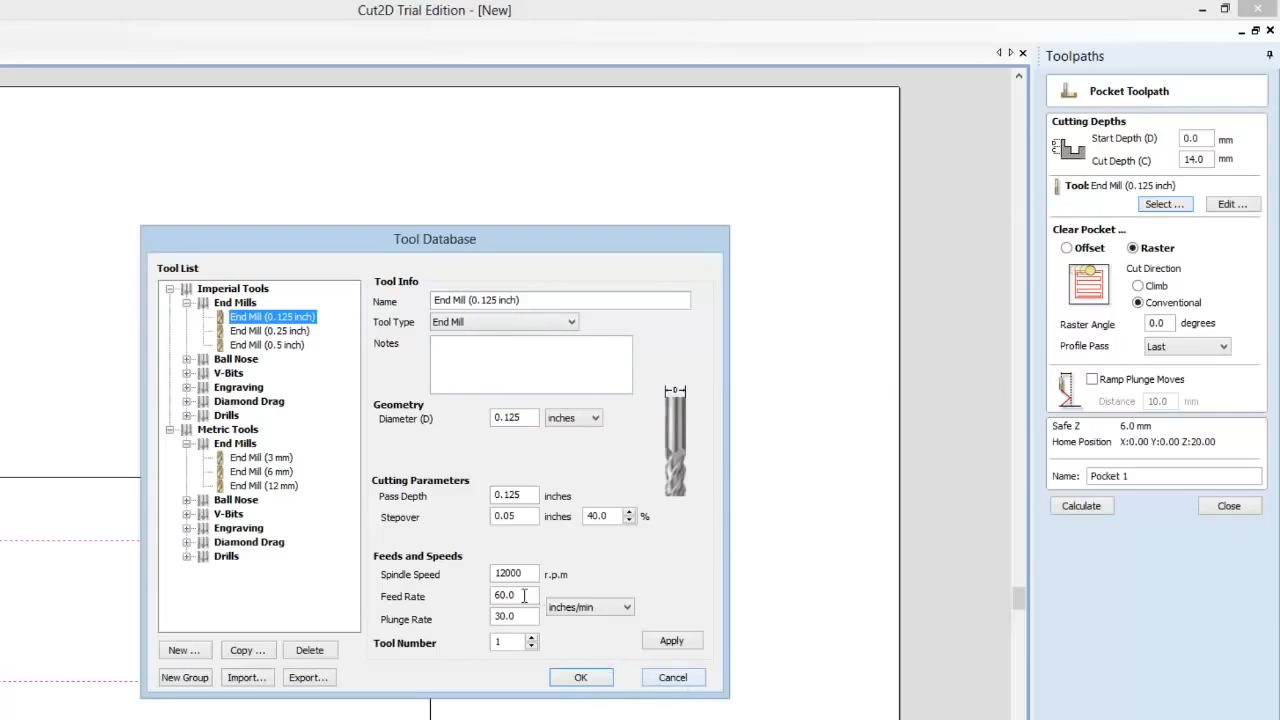 Cut2D Trial Edition - [New]
Toolpaths
Pocket Toolpath
Cutting Depths
Start Depth (D) 0.0 mm
Cut Depth (C) 14.0 mm
Tool: End Mill (0.125 inch)
Select ... Edit ...
Clear Pocket ...
Offset Raster
Cut Direction
Climb
Conventional
Raster Angle 0.0 degrees
Profile Pass Last
Ramp Plunge Moves
Distance 10.0 mm
Safe Z 6.0 mm
Home Position X:0.00 Y:0.00 Z:20.00
Name: Pocket 1
Calculate Close
Tool Database
Tool List
Imperial Tools
End Mills
End Mill (0.125 inch)
End Mill (0.25 inch)
End Mill (0.5 inch)
Ball Nose
V-Bits
Engraving
Diamond Drag
Drills
Metric Tools
End Mills
End Mill (3 mm)
End Mill (6 mm)
End Mill (12 mm)
Ball Nose
V-Bits
Engraving
Diamond Drag
Drills
New ... Copy ... Delete
New Group Import... Export...
Tool Info
Name End Mill (0.125 inch)
Tool Type End Mill
Notes
D
Geometry
Diameter (D) 0.125 inches
Cutting Parameters
Pass Depth 0.125 inches
Stepover 0.05 inches 40.0 %
Feeds and Speeds
Spindle Speed 12000 r.p.m
Feed Rate 60.0 inches/min
Plunge Rate 30.0
Tool Number 1
Apply
OK Cancel